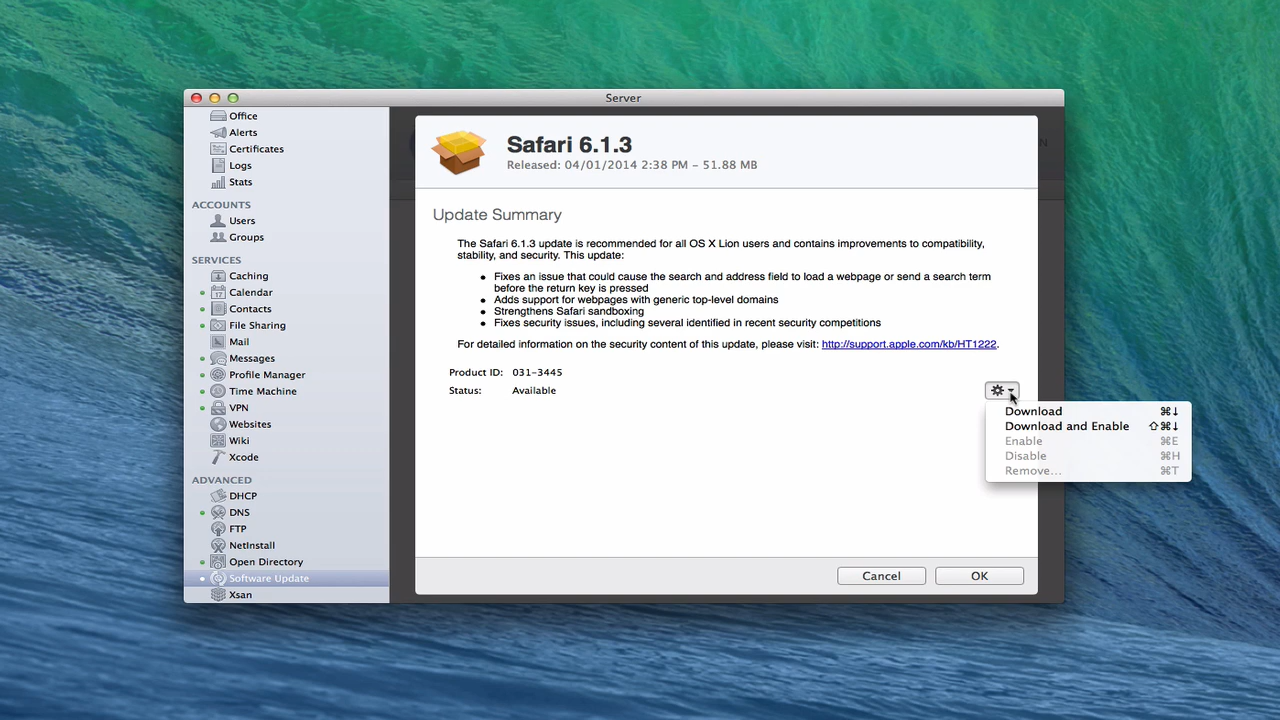 Server
Office
Alerts
Certificates
Logs
Stats
ACCOUNTS
Users
Groups
SERVICES
Caching
17 Calendar
Contacts
File Sharing
Mail
Messages
Profile Manager
Time Machine
VPN
Websites
Wiki
Xcode
ADVANCED
DHCP
DNS
FTP
NetInstall
Open Directory
Software Update
Xsan
Safari 6.1.3
Released: 04/01/2014 2:38 PM – 51.88 MB
N
Update Summary
The Safari 6.1.3 update is recommended for all OS X Lion users and contains improvements to compatibility,
stability, and security. This update:
• Fixes an issue that could cause the search and address field to load a webpage or send a search term
before the return key is pressed
• Adds support for webpages with generic top-level domains
• Strengthens Safari sandboxing
• Fixes security issues, including several identified in recent security competitions
For detailed information on the security content of this update, please visit: http://support.apple.com/kb/HT1222.
Product ID: 031-3445
Status: Available
Download ⌘↓
Download and Enable ⇧⌘↓
Enable ⌘E
Disable ⌘H
Remove... ⌘T
Cancel OK